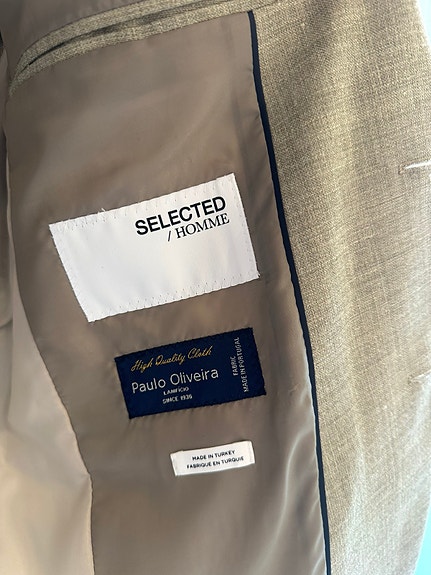 SELECTED
/ HOMME
High Quality Cloth
Paulo Oliveira
LANIFICIO
SINCE 1936
FABRIC
MADE IN PORTUGAL
MADE IN TURKEY
FABRIQUE EN TURQUIE